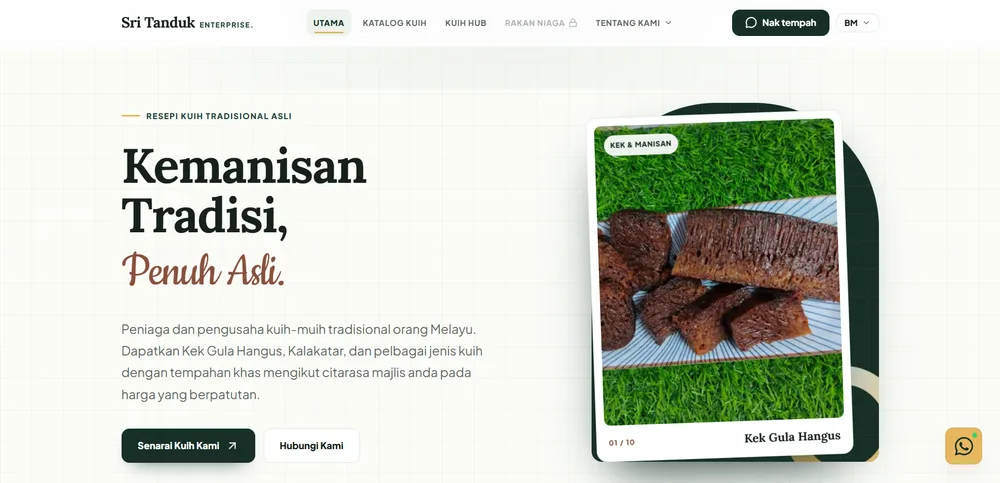 Sri Tanduk ENTERPRISE.
UTAMA
KATALOG KUIH
KUIH HUB
RAKAN NIAGA
TENTANG KAMI
Nak tempah
BM
RESEPI KUIH TRADISIONAL ASLI
Kemanisan
Tradisi,
Penuh Asli.
Peniaga dan pengusaha kuih-muih tradisional orang Melayu.
Dapatkan Kek Gula Hangus, Kalakatar, dan pelbagai jenis kuih
dengan tempahan khas mengikut citarasa majlis anda pada
harga yang berpatutan.
Senarai Kuih Kami
Hubungi Kami
KEK & MANISAN
01 / 10
Kek Gula Hangus